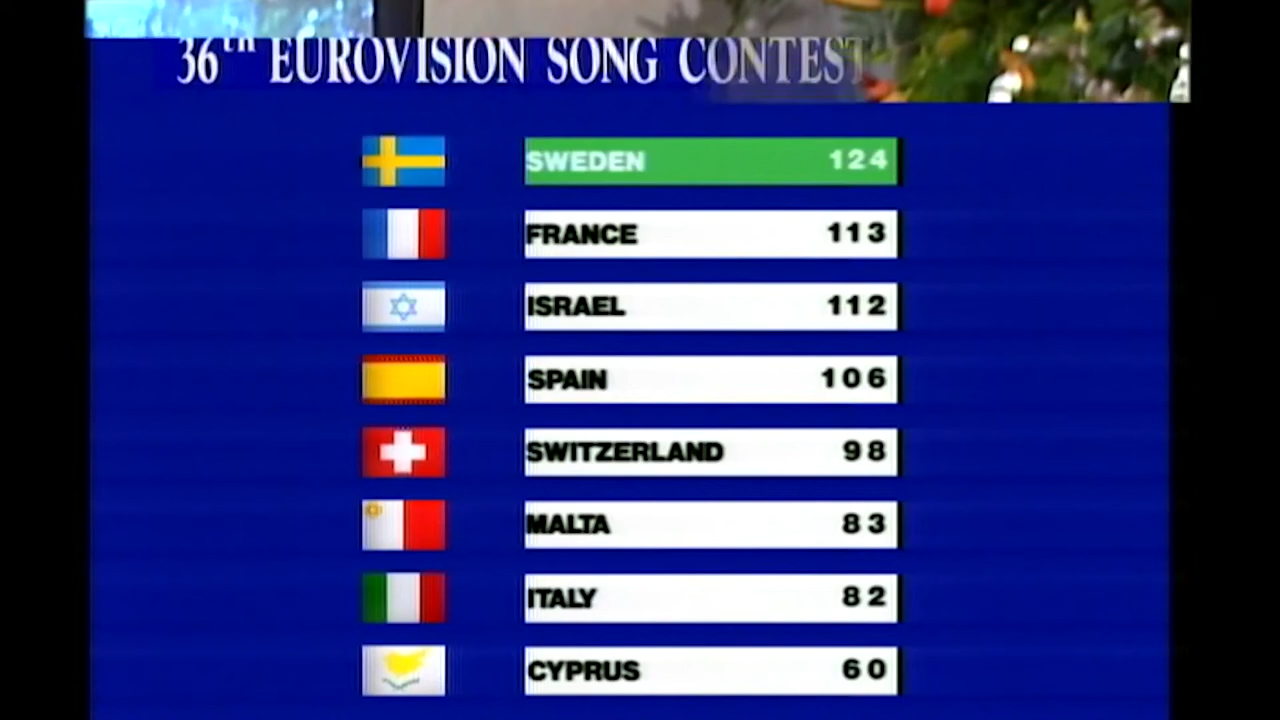 36th EUROVISION SONG CONTEST
SWEDEN 124
FRANCE 113
ISRAEL 112
SPAIN 106
SWITZERLAND 98
MALTA 83
ITALY 82
CYPRUS 60